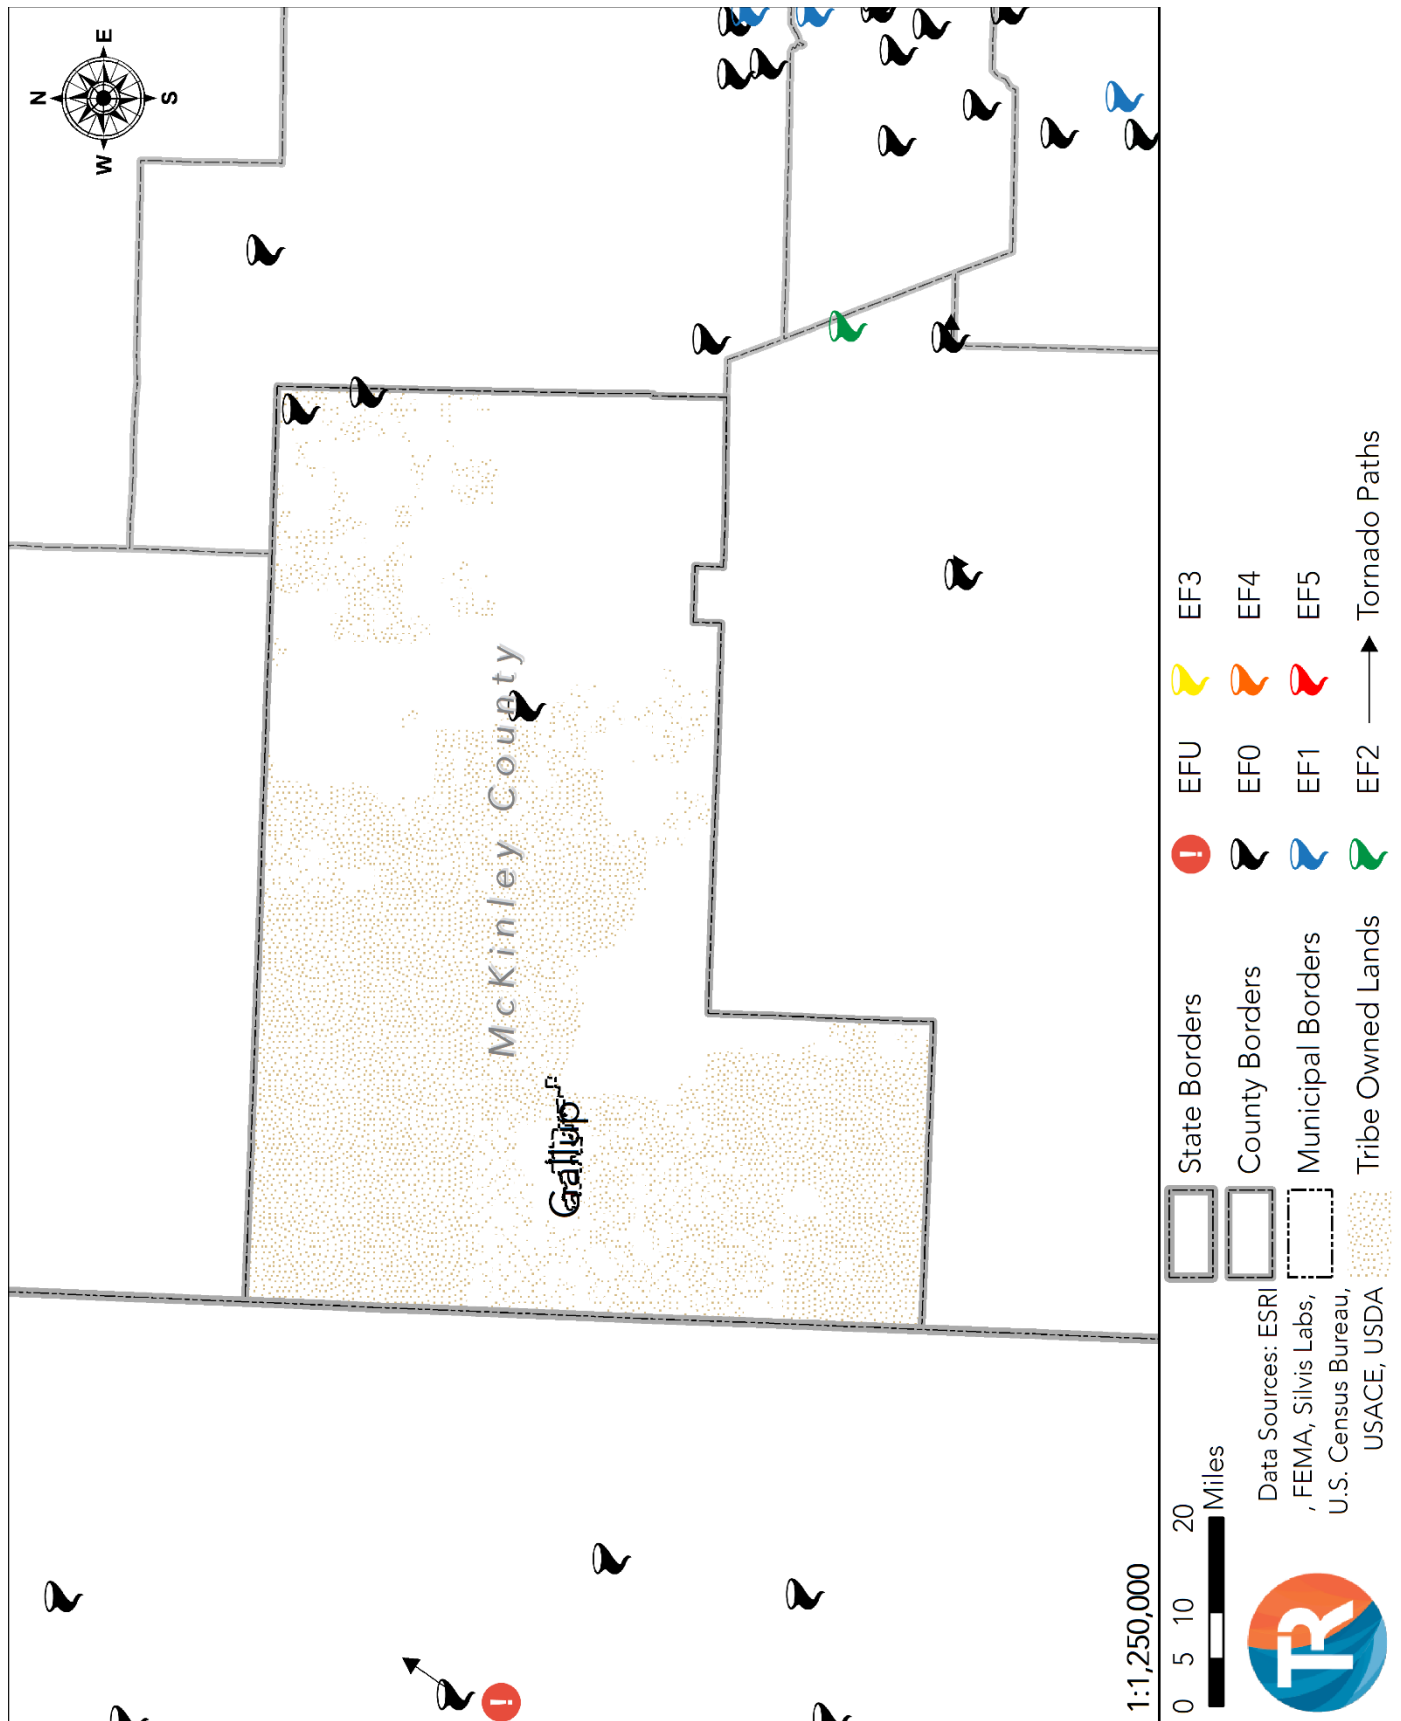 N
E
S
W
McKinley County
Gallup
1:1,250,000
0 5 10 20
Miles
Data Sources: ESRI
, FEMA, Silvis Labs,
U.S. Census Bureau,
USACE, USDA
State Borders
County Borders
Municipal Borders
Tribe Owned Lands
EFU
EF0
EF1
EF2
EF3
EF4
EF5
Tornado Paths
TR